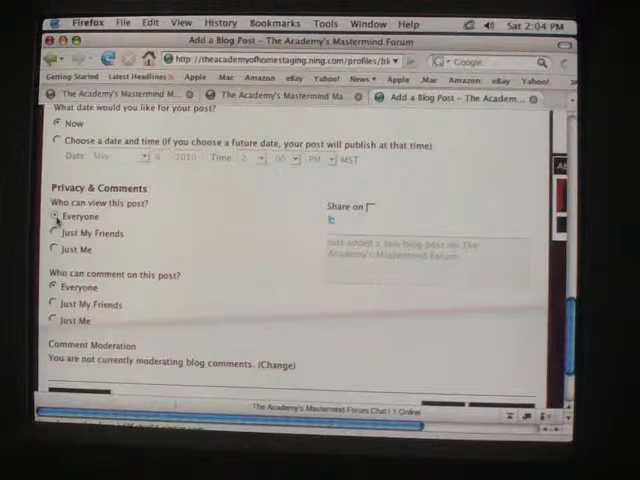 Firefox File Edit View History Bookmarks Tools Window Help Sat 2:04 PM
Add a Blog Post – The Academy's Mastermind Forum
http://theacademyofhomestaging.ning.com/profiles/bl Google
Getting Started Latest Headlines Apple .Mac Amazon eBay Yahoo! News Apple .Mac Amazon eBay Yahoo!
The Academy's Mastermind M... The Academy's Mastermind Ma... Add a Blog Post – The Academ...
What date would you like for your post?
Now
Choose a date and time (if you choose a future date, your post will publish at that time)
Date May 8 2010 Time 2 00 PM MST
Privacy & Comments
Who can view this post?
Everyone
Just My Friends
Just Me
Share on
Just added a new blog post on The
Academy's Mastermind Forum
Who can comment on this post?
Everyone
Just My Friends
Just Me
Comment Moderation
You are not currently moderating blog comments. (Change)
The Academy's Mastermind Forum Chat | 1 Online